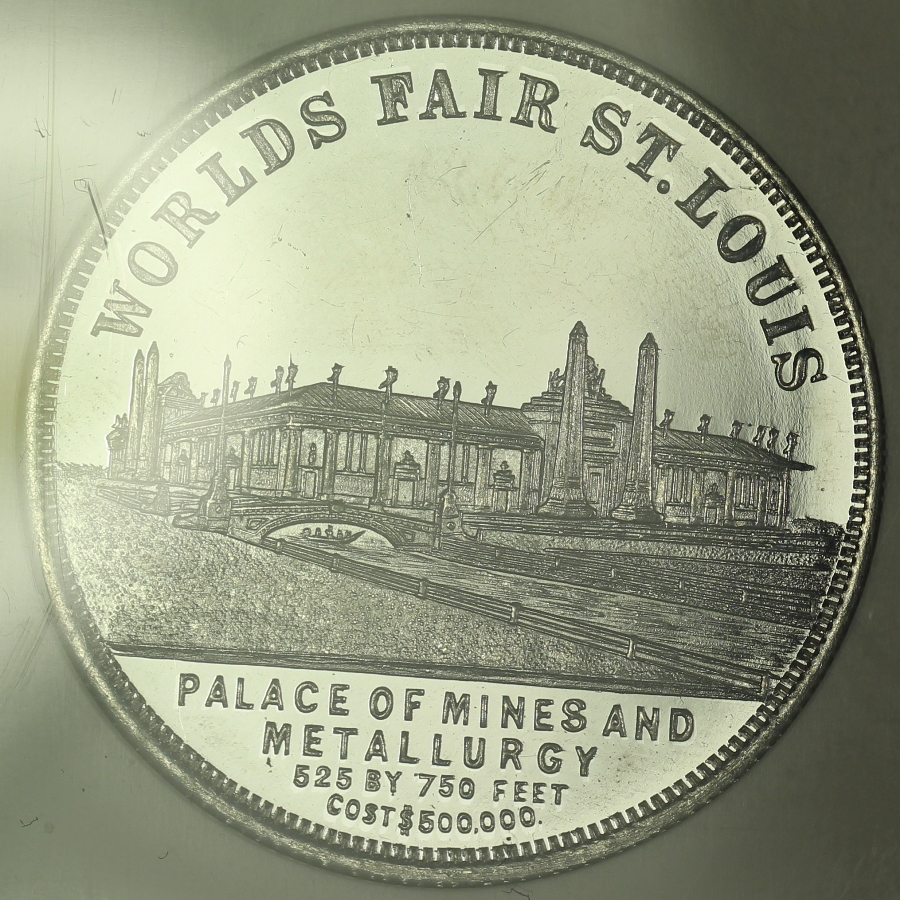 WORLDS FAIR ST. LOUIS
PALACE OF MINES AND
METALLURGY
525 BY 750 FEET
COST $500,000.